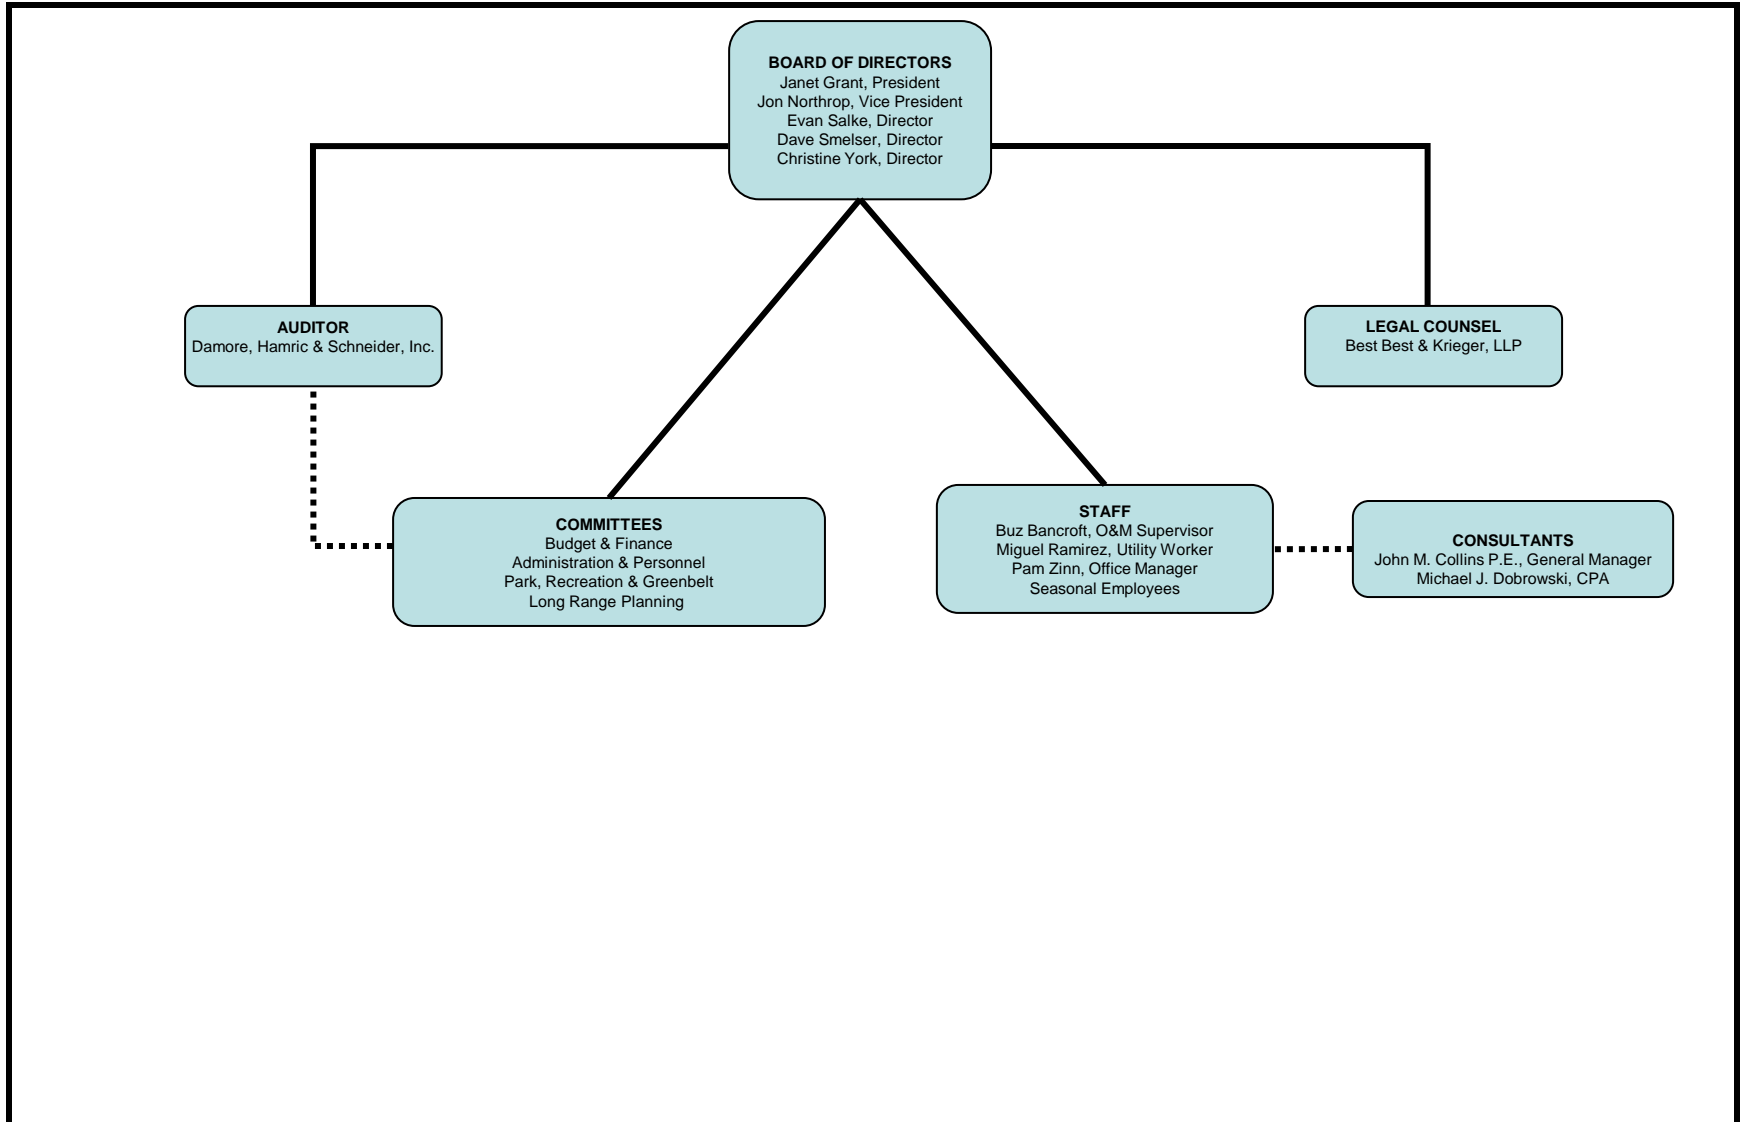 BOARD OF DIRECTORS
Janet Grant, President
Jon Northrop, Vice President
Evan Salke, Director
Dave Smelser, Director
Christine York, Director
AUDITOR
Damore, Hamric & Schneider, Inc.
LEGAL COUNSEL
Best Best & Krieger, LLP
COMMITTEES
Budget & Finance
Administration & Personnel
Park, Recreation & Greenbelt
Long Range Planning
STAFF
Buz Bancroft, O&M Supervisor
Miguel Ramirez, Utility Worker
Pam Zinn, Office Manager
Seasonal Employees
CONSULTANTS
John M. Collins P.E., General Manager
Michael J. Dobrowski, CPA